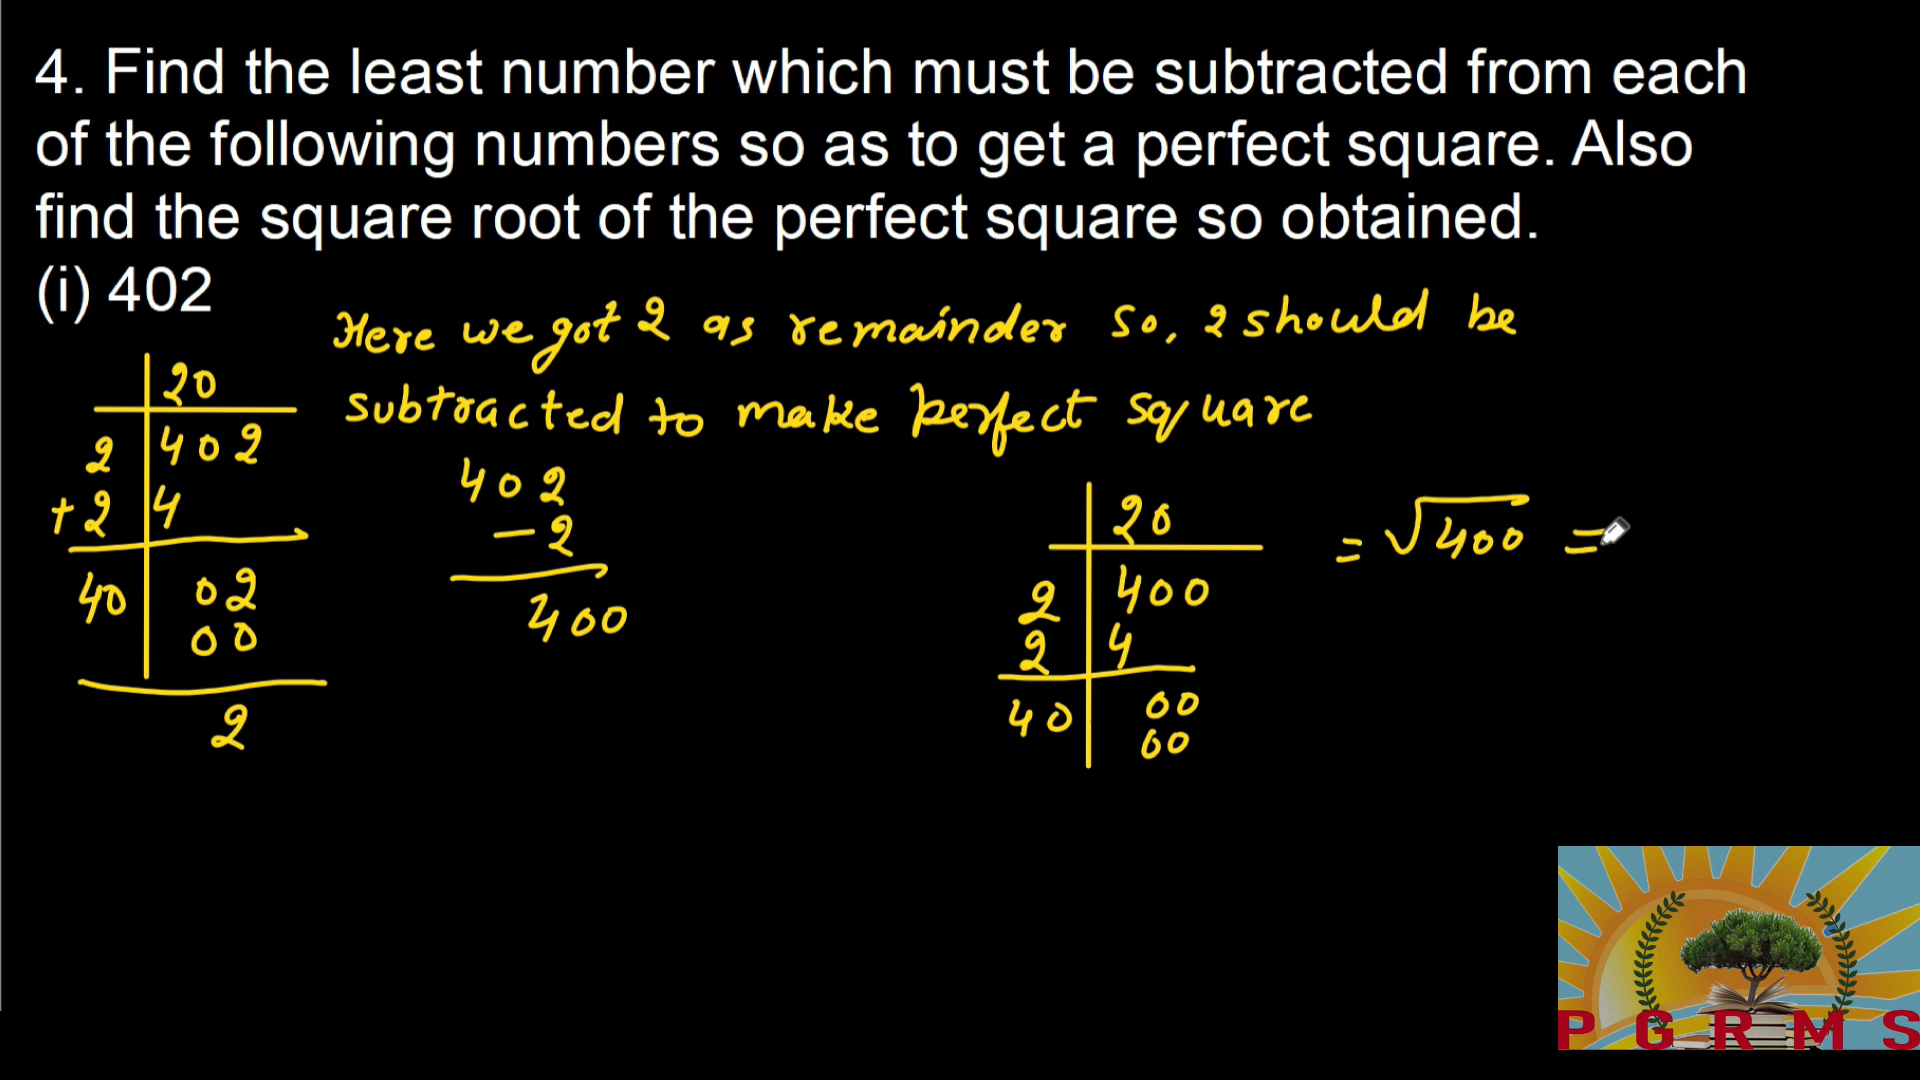 4. Find the least number which must be subtracted from each
of the following numbers so as to get a perfect square. Also
find the square root of the perfect square so obtained.
(i) 402
Here we got 2 as remainder so, 2 should be
subtracted to make perfect square
20
2 402
+2 4
40 02
00
2
402
-2
400
20
2 400
2 4
40 00
00
= √400 =
P G R M S